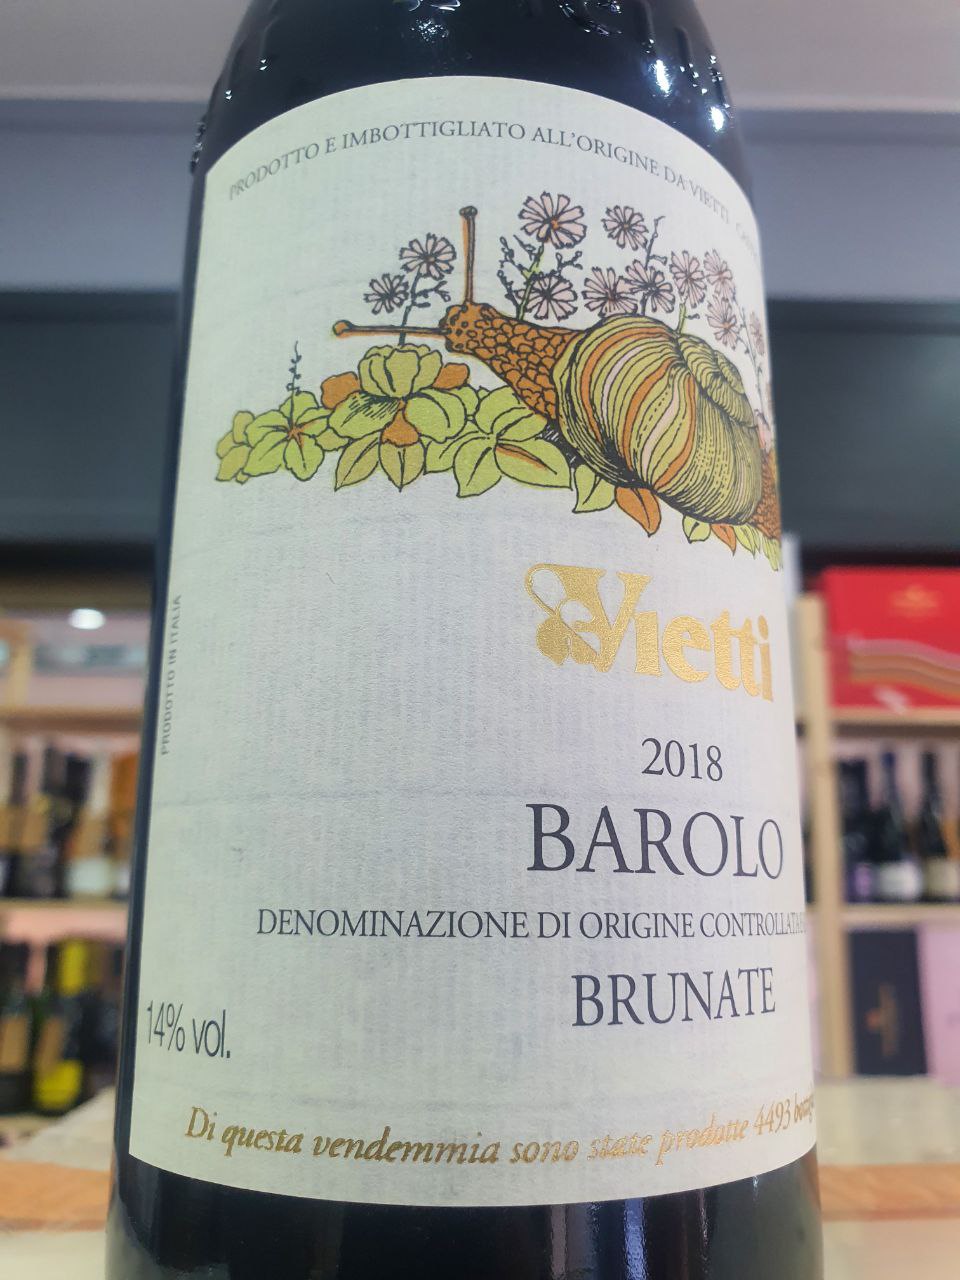 PRODOTTO E IMBOTTIGLIATO ALL'ORIGINE DA VIETTI
Vietti
2018
BAROLO
DENOMINAZIONE DI ORIGINE CONTROLLATA
BRUNATE
14% vol.
Di questa vendemmia sono state prodotte 4493
PRODOTTO IN ITALIA